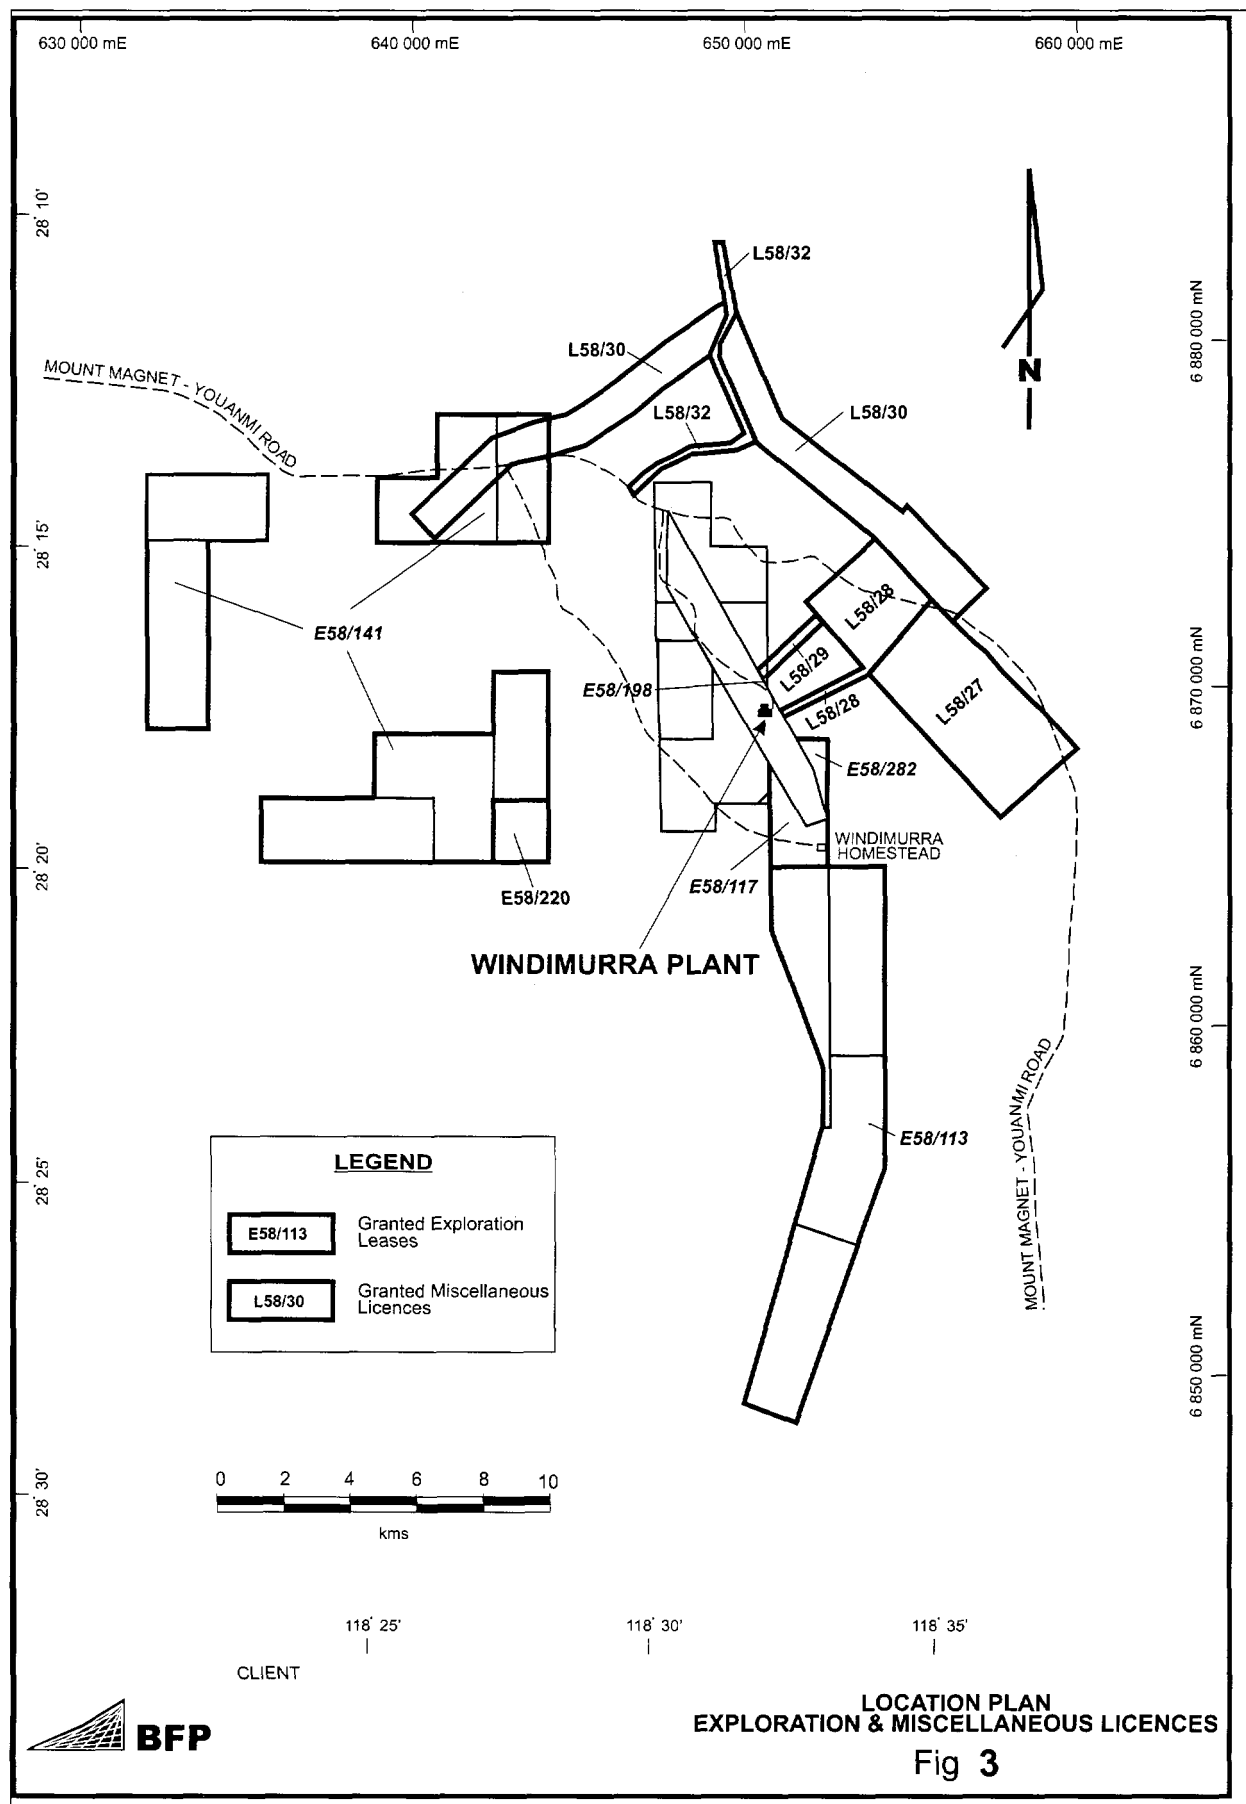 630 000 mE
640 000 mE
650 000 mE
660 000 mE
28° 10'
L58/32
6 880 000 mN
L58/30
MOUNT MAGNET - YOUANMI ROAD
N
L58/32
L58/30
28° 15'
L58/28
E58/141
L58/29
E58/198
6 870 000 mN
L58/27
L58/28
E58/282
WINDIMURRA
HOMESTEAD
28° 20'
E58/117
E58/220
WINDIMURRA PLANT
6 860 000 mN
MOUNT MAGNET - YOUANMI ROAD
E58/113
LEGEND
28° 25'
E58/113
Granted Exploration
Leases
L58/30
Granted Miscellaneous
Licences
6 850 000 mN
28° 30'
0 2 4 6 8 10
kms
118° 25'
118° 30'
118° 35'
CLIENT
BFP
LOCATION PLAN
EXPLORATION & MISCELLANEOUS LICENCES
Fig 3